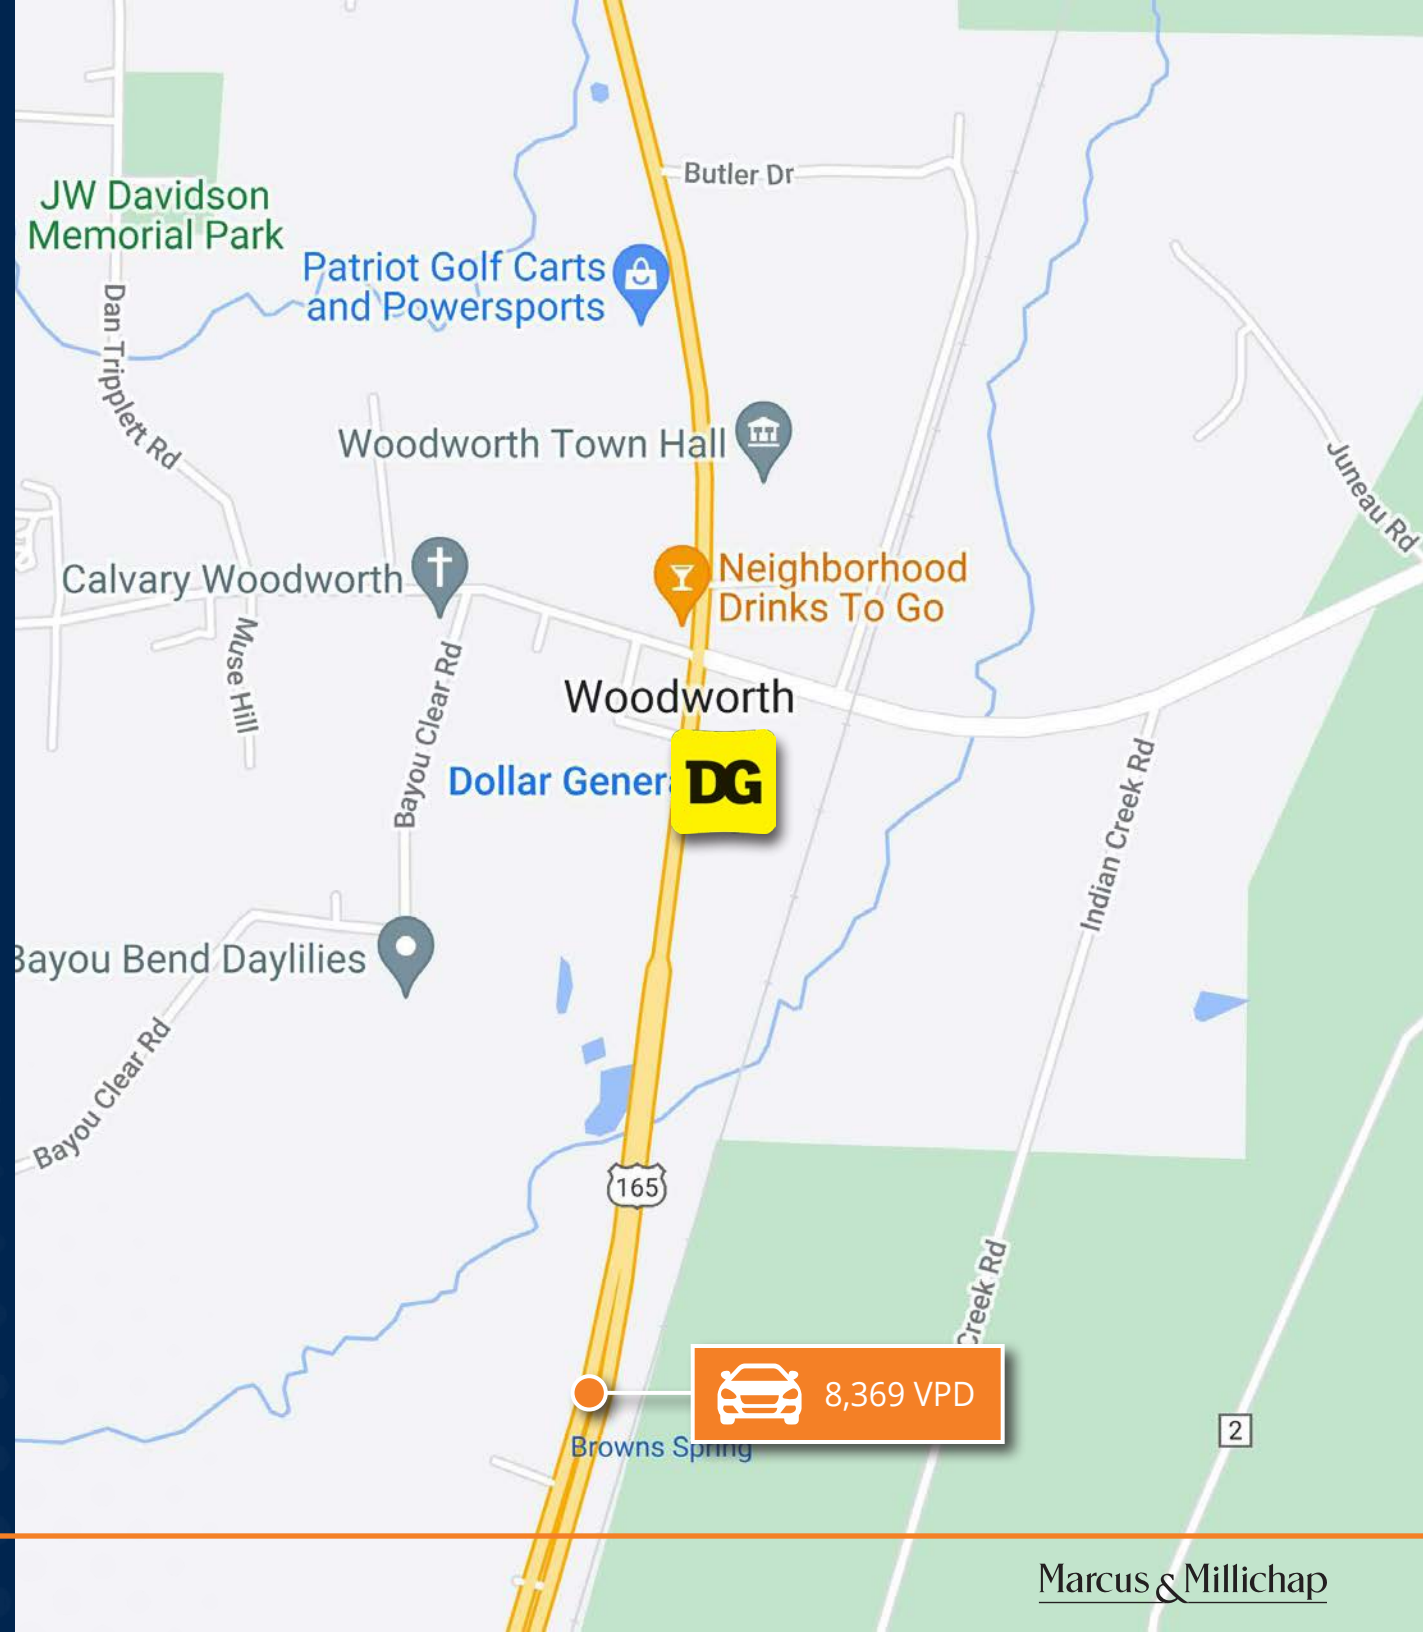 Butler Dr
JW Davidson
Memorial Park
Patriot Golf Carts
and Powersports
Dan Tripplett Rd
Woodworth Town Hall
Juneau Rd
Neighborhood
Drinks To Go
Calvary Woodworth
Muse Hill
Bayou Clear Rd
Woodworth
Dollar Genera
DG
Indian Creek Rd
Bayou Bend Daylilies
Bayou Clear Rd
165
Creek Rd
8,369 VPD
2
Browns Spring
Marcus & Millichap